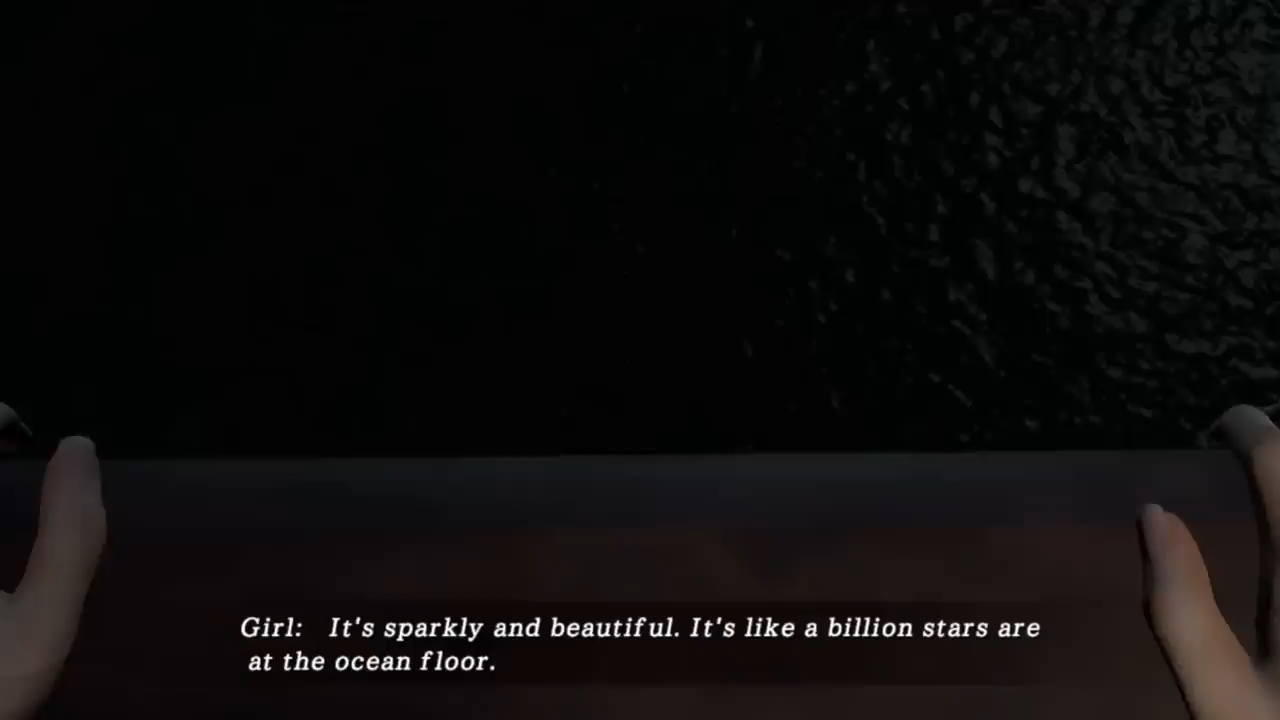 Girl: It's sparkly and beautiful. It's like a billion stars are
at the ocean floor.